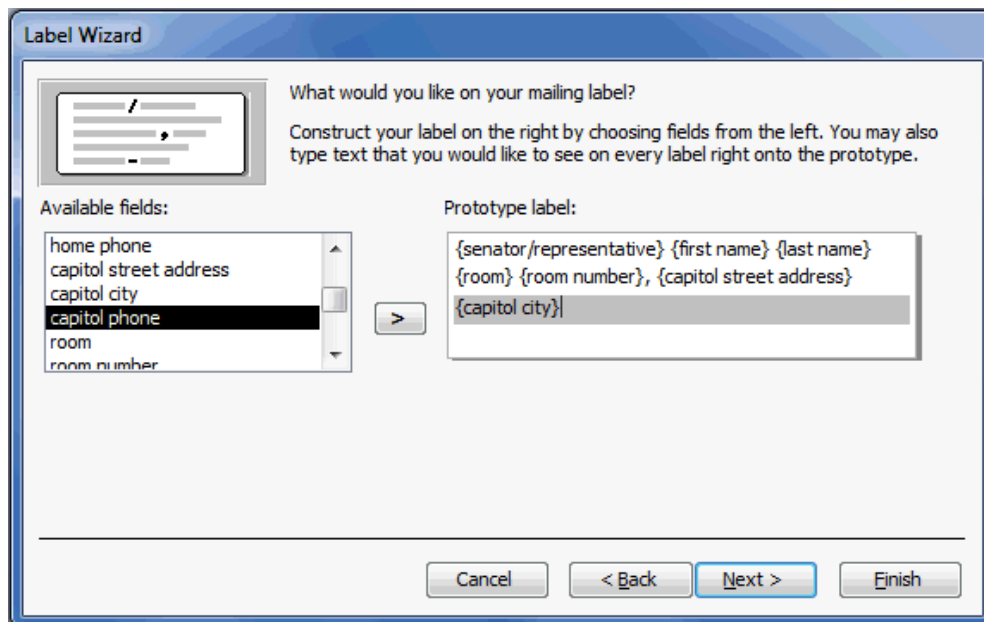 Label Wizard
What would you like on your mailing label?
Construct your label on the right by choosing fields from the left. You may also
type text that you would like to see on every label right onto the prototype.
Available fields:
home phone
capitol street address
capitol city
capitol phone
room
room number
>
Prototype label:
{senator/representative} {first name} {last name}
{room} {room number}, {capitol street address}
{capitol city}
Cancel
< Back
Next >
Finish